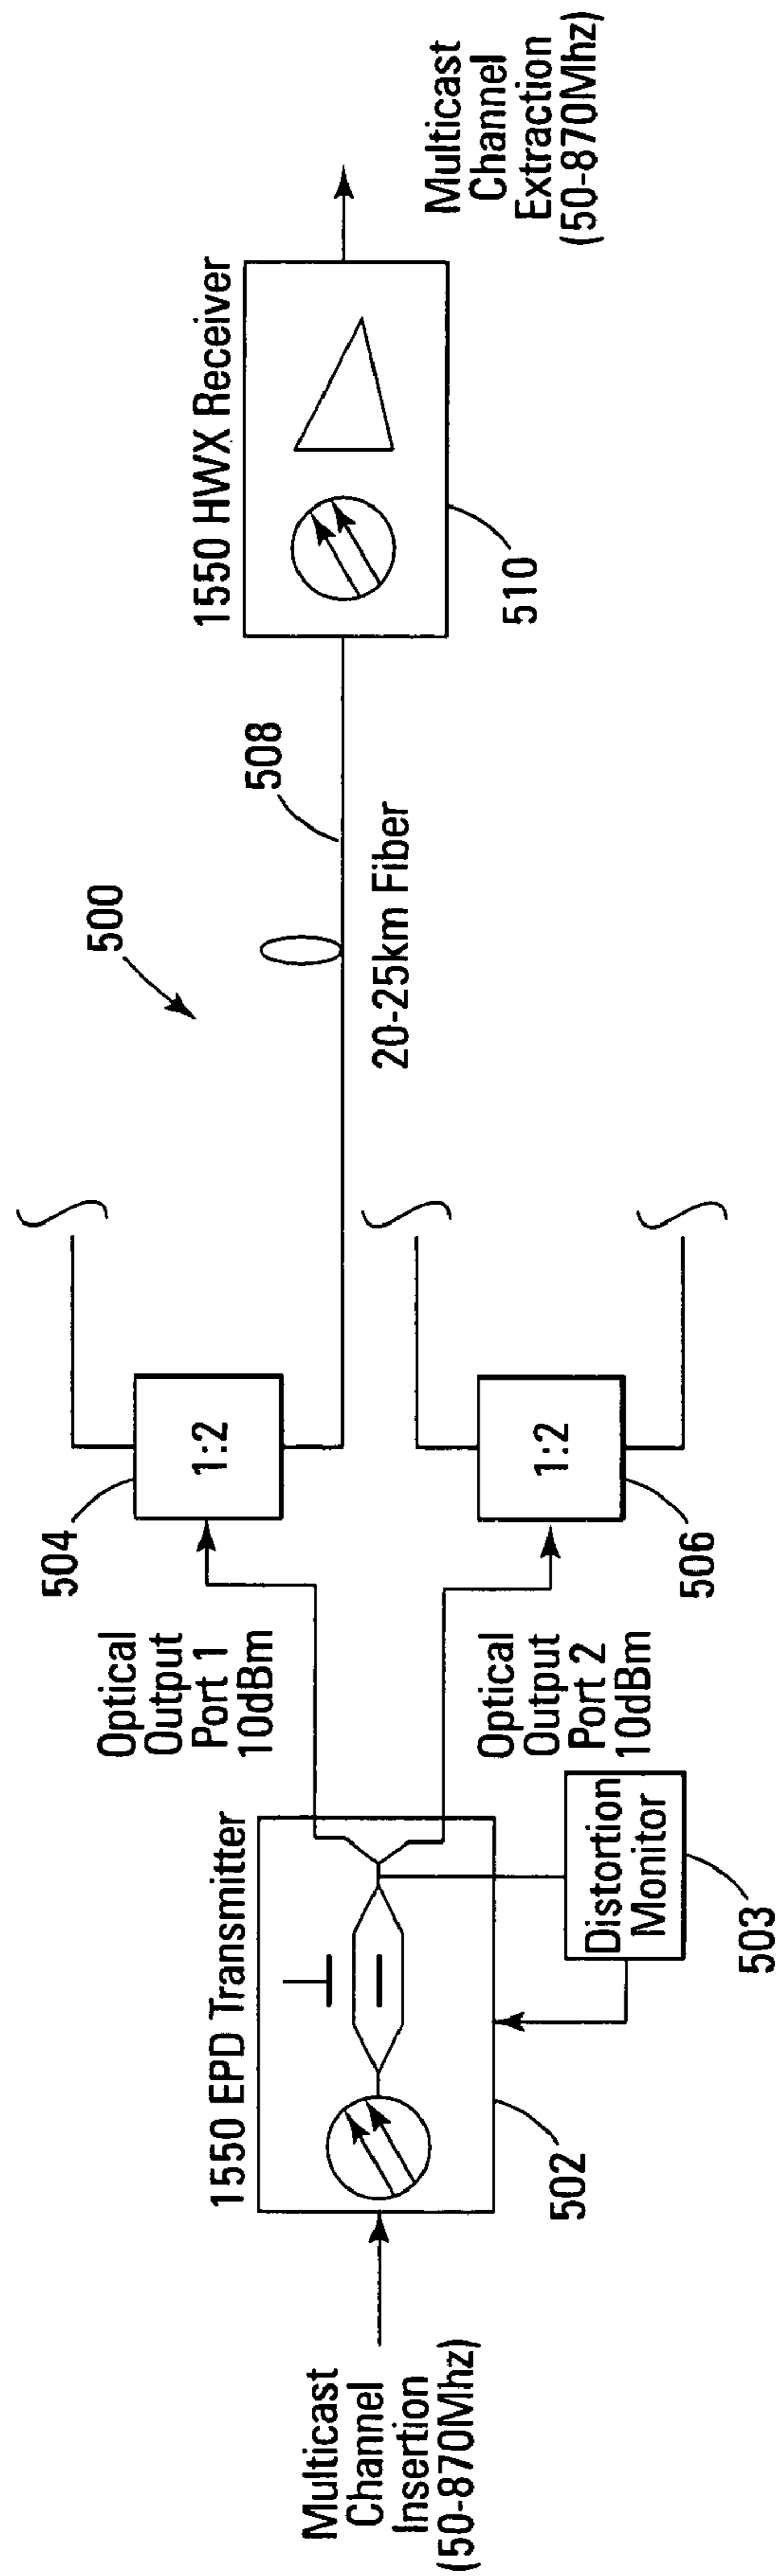 500
Multicast
Channel
Insertion
(50-870Mhz)
1550 EPD Transmitter
502
Distortion
Monitor
503
Optical
Output
Port 1
10dBm
Optical
Output
Port 2
10dBm
504
1:2
1:2
506
508
20-25km Fiber
1550 HWX Receiver
510
Multicast
Channel
Extraction
(50-870Mhz)